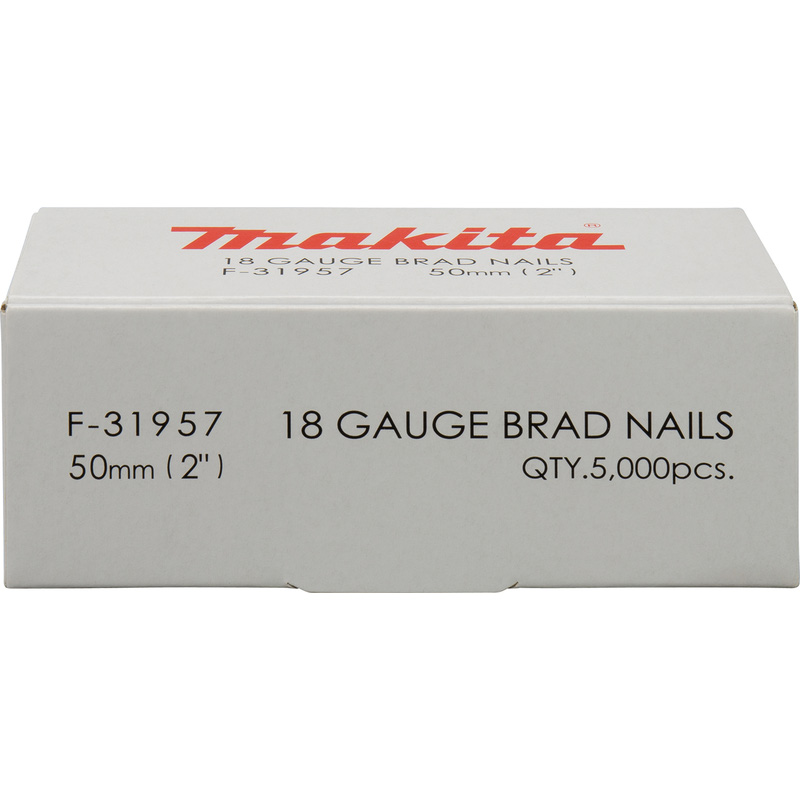 Makita®
18 GAUGE BRAD NAILS
F-31957 50mm (2")
F-31957 18 GAUGE BRAD NAILS
50mm (2") QTY.5,000pcs.